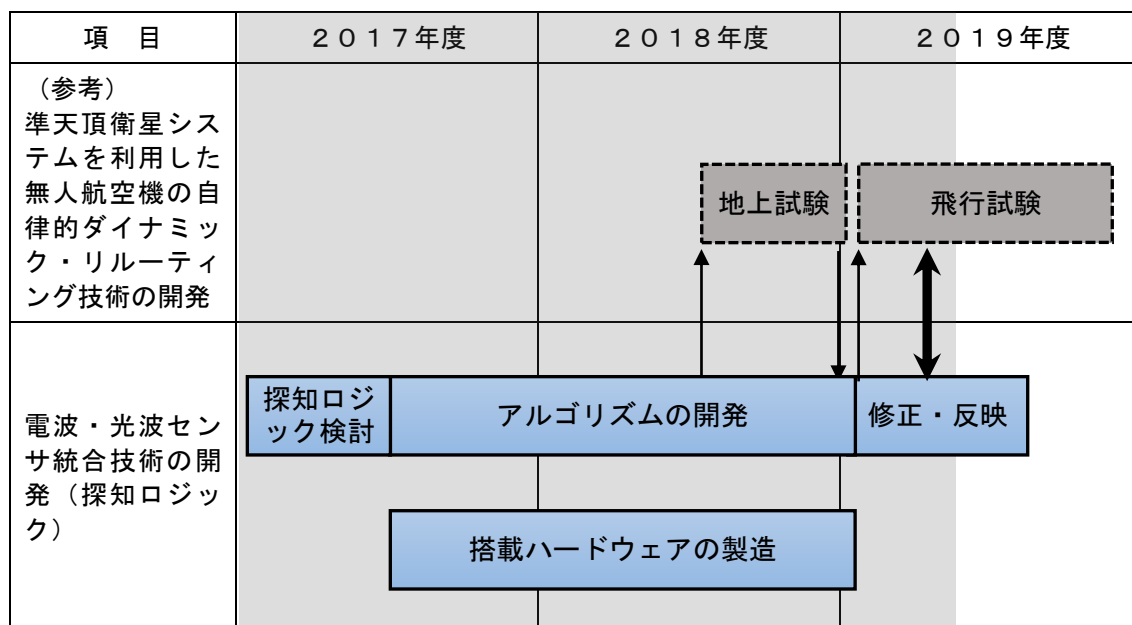 項　目
２０１７年度
２０１８年度
２０１９年度
（参考）
準天頂衛星シス
テムを利用した
無人航空機の自
律的ダイナミッ
ク・リルーティ
ング技術の開発
地上試験
飛行試験
電波・光波セン
サ統合技術の開
発（探知ロジッ
ク）
探知ロジ
ック検討
アルゴリズムの開発
修正・反映
搭載ハードウェアの製造